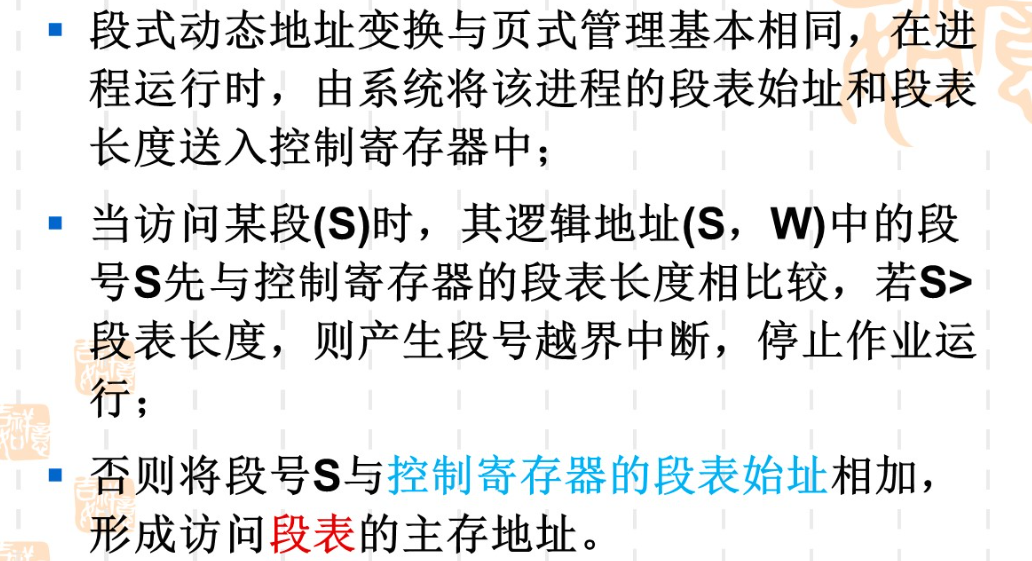 段式动态地址变换与页式管理基本相同，在进
程运行时，由系统将该进程的段表始址和段表
长度送入控制寄存器中；
当访问某段(S)时，其逻辑地址(S，W)中的段
号S先与控制寄存器的段表长度相比较，若S>
段表长度，则产生段号越界中断，停止作业运
行；
否则将段号S与控制寄存器的段表始址相加，
形成访问段表的主存地址。